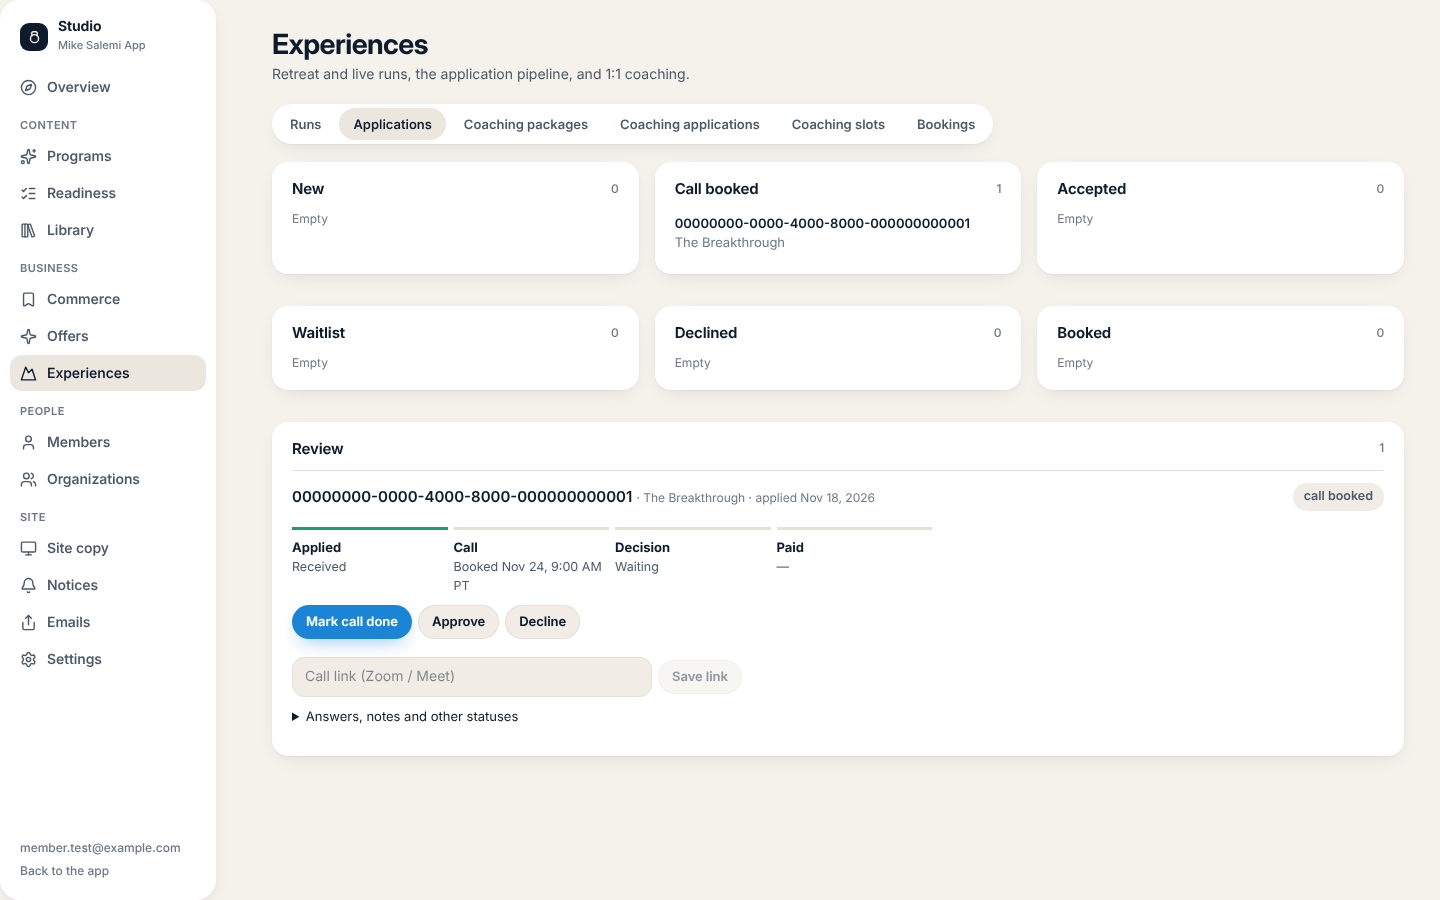 Studio
Mike Salemi App
Overview
CONTENT
Programs
Readiness
Library
BUSINESS
Commerce
Offers
Experiences
PEOPLE
Members
Organizations
SITE
Site copy
Notices
Emails
Settings
member.test@example.com
Back to the app
Experiences
Retreat and live runs, the application pipeline, and 1:1 coaching.
Runs Applications Coaching packages Coaching applications Coaching slots Bookings
New 0
Empty
Call booked 1
00000000-0000-4000-8000-000000000001
The Breakthrough
Accepted 0
Empty
Waitlist 0
Empty
Declined 0
Empty
Booked 0
Empty
Review 1
00000000-0000-4000-8000-000000000001 · The Breakthrough · applied Nov 18, 2026 call booked
Applied
Received
Call
Booked Nov 24, 9:00 AM
PT
Decision
Waiting
Paid
—
Mark call done Approve Decline
Call link (Zoom / Meet) Save link
Answers, notes and other statuses